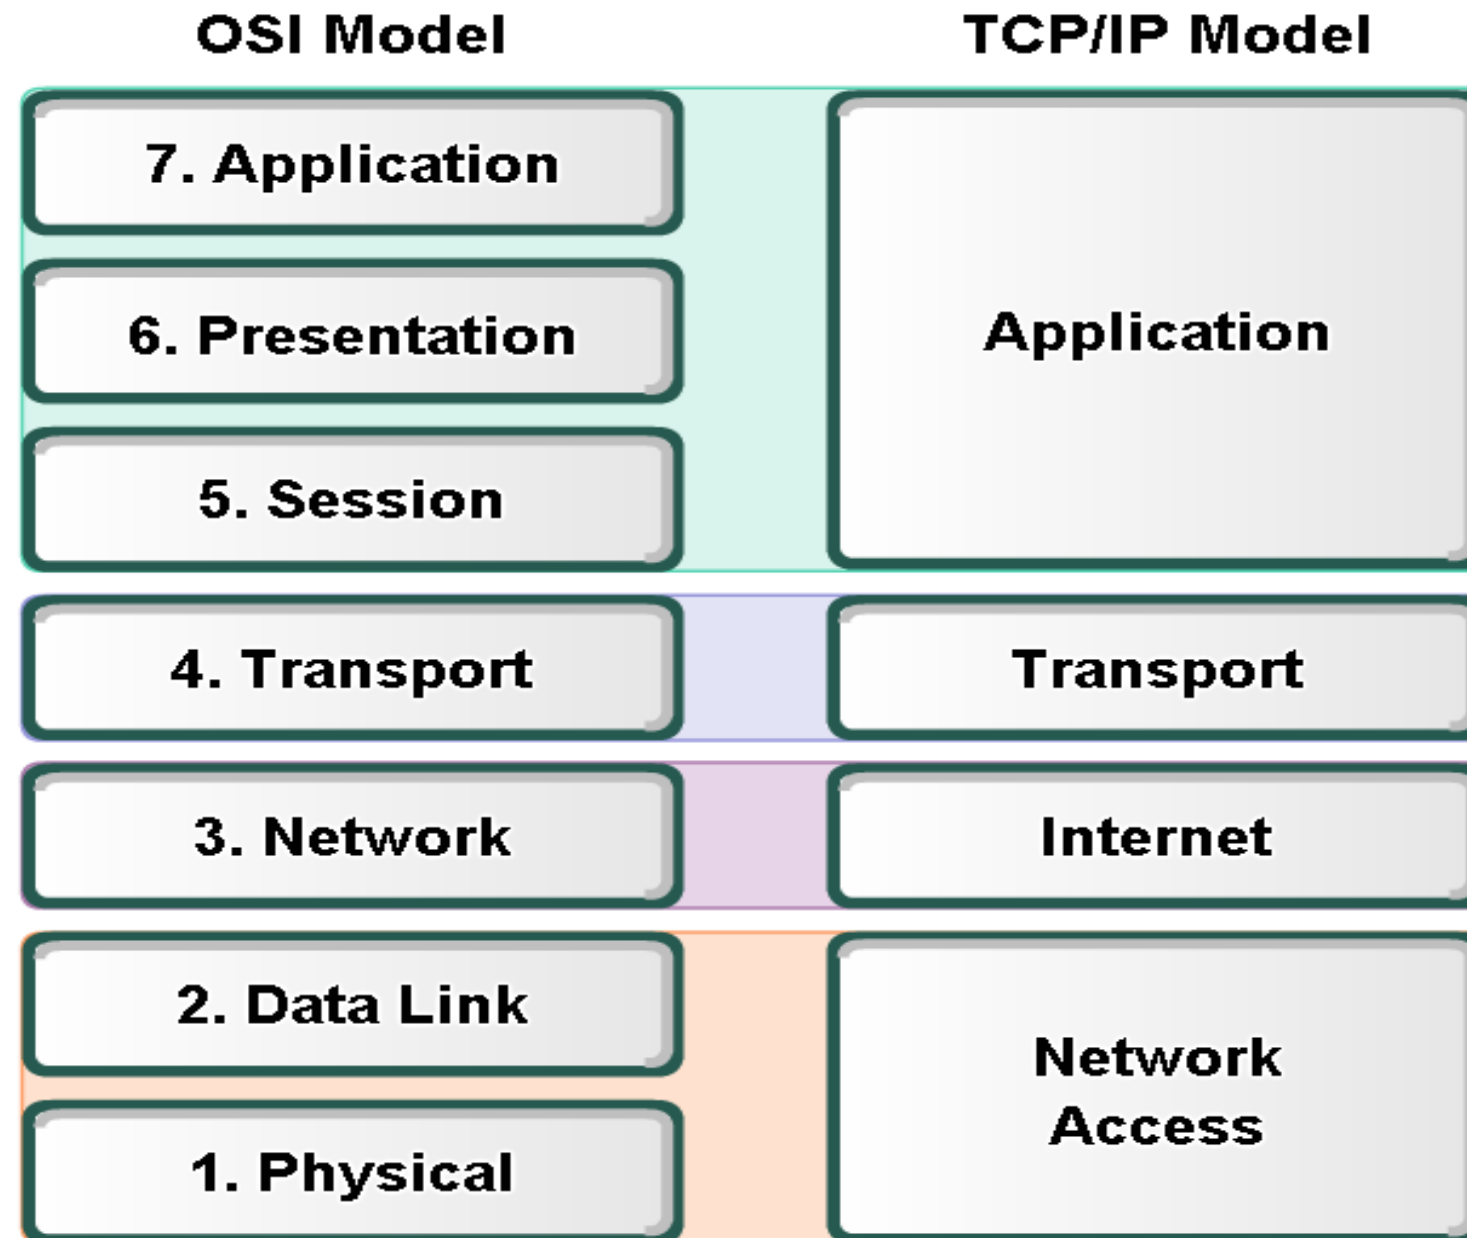 OSI Model
TCP/IP Model
7. Application
6. Presentation
5. Session
Application
4. Transport
Transport
3. Network
Internet
2. Data Link
1. Physical
Network
Access